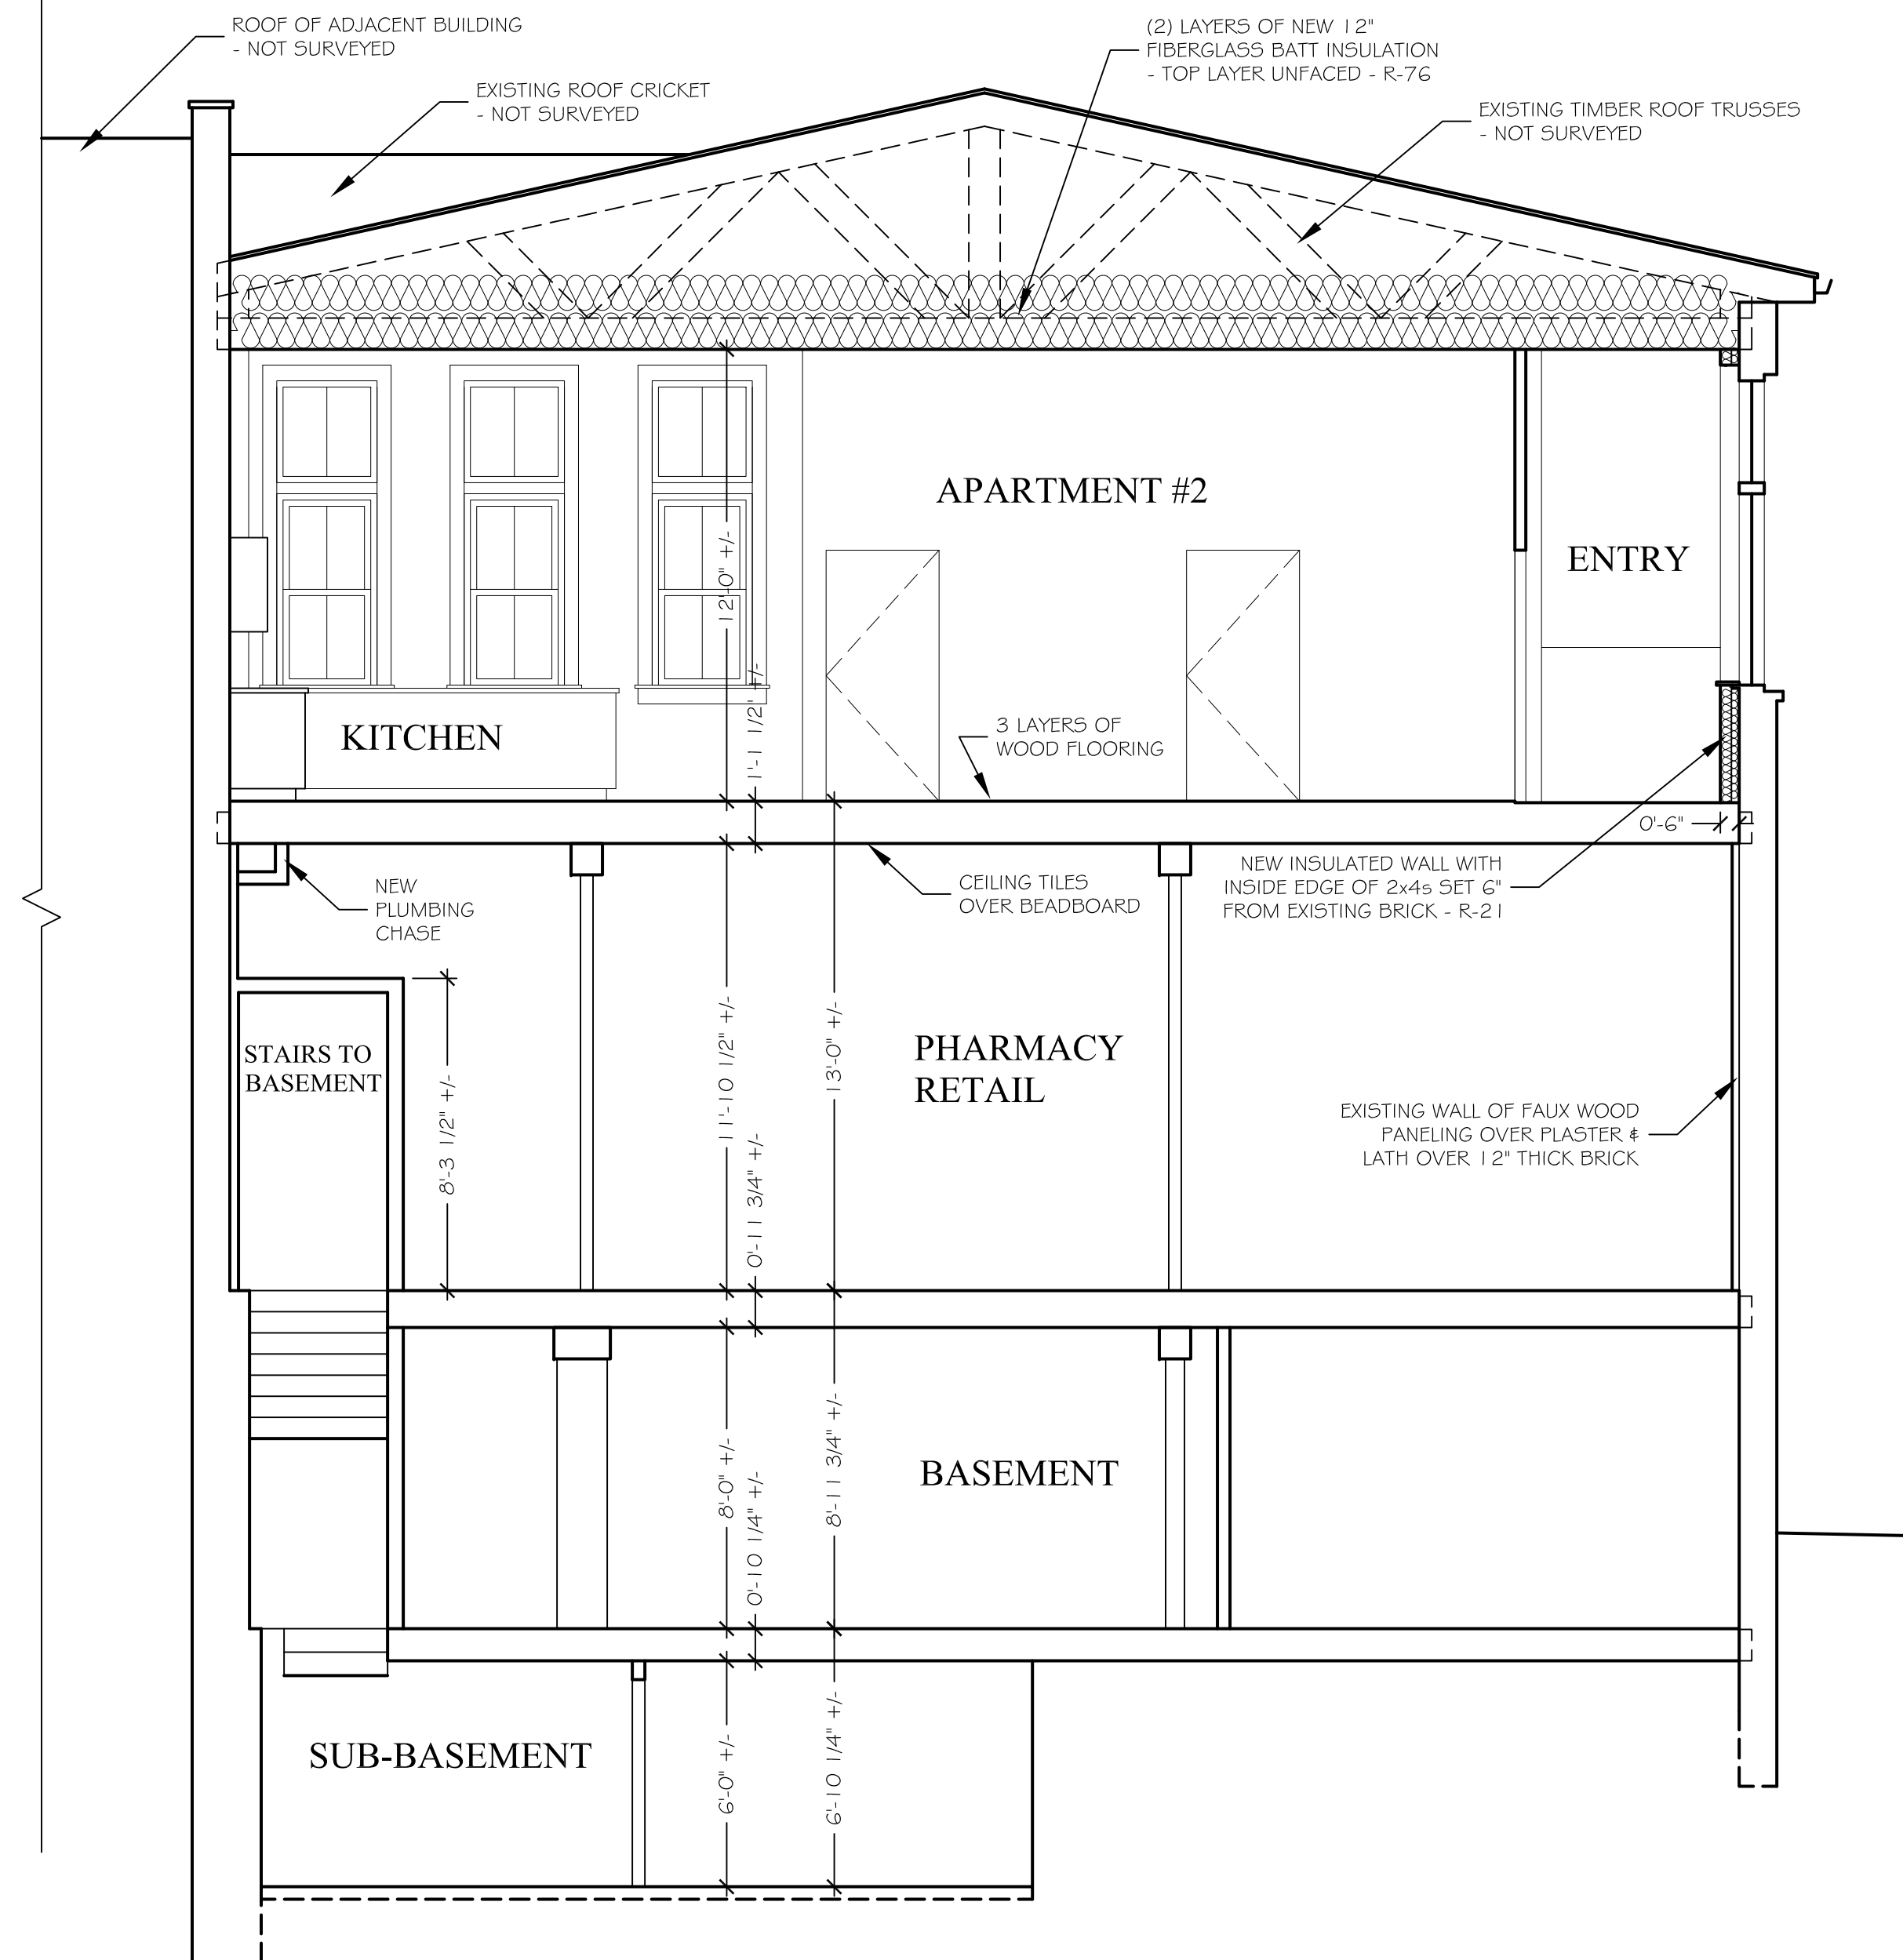 ROOF OF ADJACENT BUILDING
- NOT SURVEYED
(2) LAYERS OF NEW 12"
FIBERGLASS BATT INSULATION
- TOP LAYER UNFACED - R-76
EXISTING ROOF CRICKET
- NOT SURVEYED
EXISTING TIMBER ROOF TRUSSES
- NOT SURVEYED
APARTMENT #2
ENTRY
12'-0" +/-
KITCHEN
1'-1 1/2" +/-
3 LAYERS OF
WOOD FLOORING
0'-6"
NEW
PLUMBING
CHASE
CEILING TILES
OVER BEADBOARD
NEW INSULATED WALL WITH
INSIDE EDGE OF 2x4s SET 6"
FROM EXISTING BRICK - R-21
STAIRS TO
BASEMENT
8'-3 1/2" +/-
11'-10 1/2" +/-
13'-0" +/-
PHARMACY
RETAIL
EXISTING WALL OF FAUX WOOD
PANELING OVER PLASTER &
LATH OVER 12" THICK BRICK
0'-11 3/4" +/-
8'-0" +/-
8'-11 3/4" +/-
BASEMENT
0'-10 1/4" +/-
SUB-BASEMENT
6'-0" +/-
6'-10 1/4" +/-